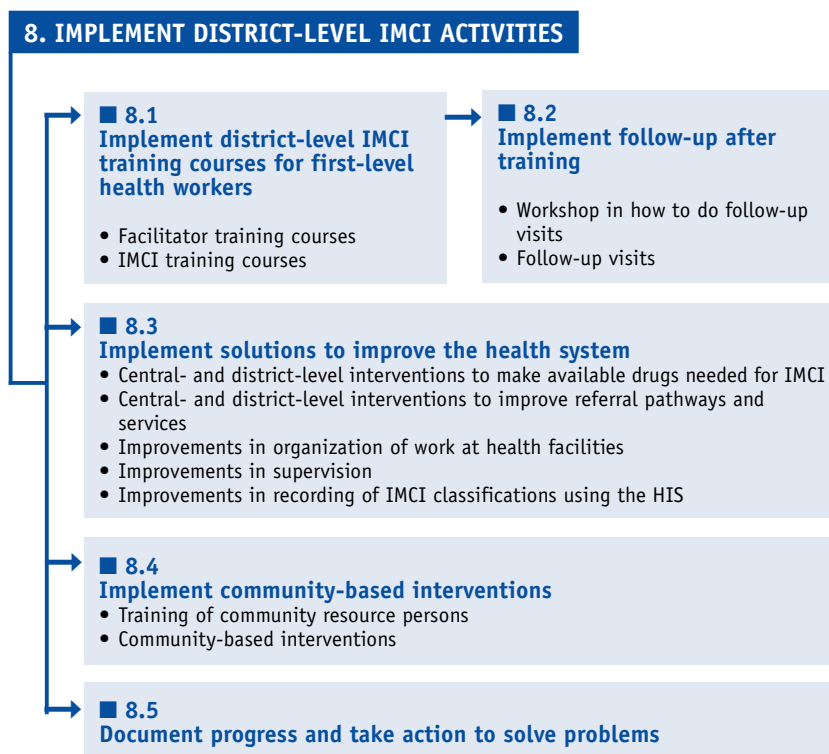 8. IMPLEMENT DISTRICT-LEVEL IMCI ACTIVITIES
■ 8.1
Implement district-level IMCI
training courses for first-level
health workers
• Facilitator training courses
• IMCI training courses
■ 8.2
Implement follow-up after
training
• Workshop in how to do follow-up
visits
• Follow-up visits
■ 8.3
Implement solutions to improve the health system
• Central- and district-level interventions to make available drugs needed for IMCI
• Central- and district-level interventions to improve referral pathways and
services
• Improvements in organization of work at health facilities
• Improvements in supervision
• Improvements in recording of IMCI classifications using the HIS
■ 8.4
Implement community-based interventions
• Training of community resource persons
• Community-based interventions
■ 8.5
Document progress and take action to solve problems